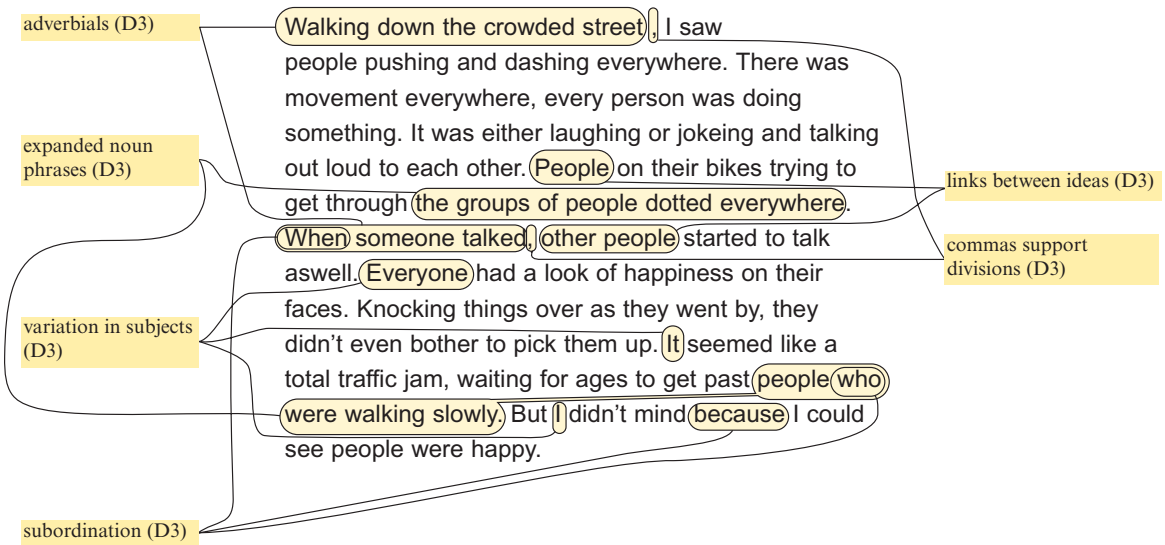 adverbials (D3)
Walking down the crowded street, I saw
people pushing and dashing everywhere. There was
movement everywhere, every person was doing
something. It was either laughing or jokeing and talking
expanded noun
phrases (D3)
out loud to each other. People on their bikes trying to
links between ideas (D3)
get through the groups of people dotted everywhere.
When someone talked, other people started to talk
commas support
divisions (D3)
aswell. Everyone had a look of happiness on their
faces. Knocking things over as they went by, they
variation in subjects
(D3)
didn’t even bother to pick them up. It seemed like a
total traffic jam, waiting for ages to get past people who
were walking slowly. But I didn’t mind because I could
see people were happy.
subordination (D3)